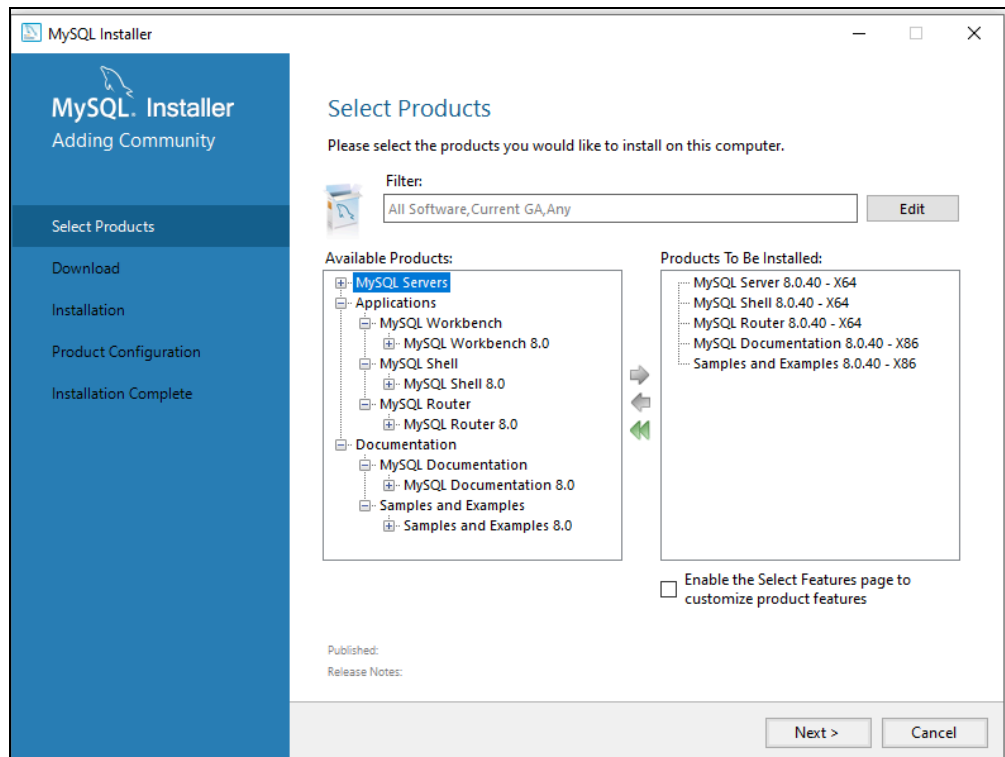 MySQL Installer
MySQL. Installer
Adding Community
Select Products
Download
Installation
Product Configuration
Installation Complete
Select Products
Please select the products you would like to install on this computer.
Filter:
All Software,Current GA,Any
Edit
Available Products:
MySQL Servers
Applications
MySQL Workbench
MySQL Workbench 8.0
MySQL Shell
MySQL Shell 8.0
MySQL Router
MySQL Router 8.0
Documentation
MySQL Documentation
MySQL Documentation 8.0
Samples and Examples
Samples and Examples 8.0
Products To Be Installed:
MySQL Server 8.0.40 - X64
MySQL Shell 8.0.40 - X64
MySQL Router 8.0.40 - X64
MySQL Documentation 8.0.40 - X86
Samples and Examples 8.0.40 - X86
Enable the Select Features page to
customize product features
Published:
Release Notes:
Next >
Cancel